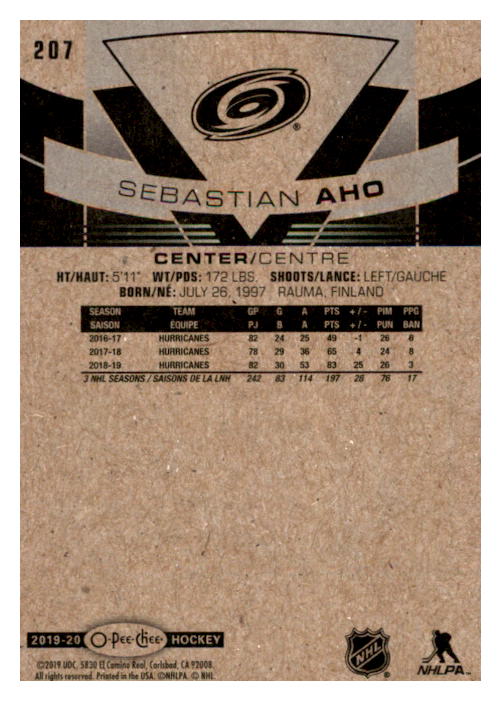 207
®
SEBASTIAN AHO
CENTER/CENTRE
HT/HAUT: 5'11" WT/PDS: 172 LBS. SHOOTS/LANCE: LEFT/GAUCHE
BORN/NÉ: JULY 26, 1997 RAUMA, FINLAND
SEASON TEAM GP G A PTS +/- PIM PPG
SAISON ÉQUIPE PJ B A PTS +/- PUN BAN
2016-17 HURRICANES 82 24 25 49 -1 26 6
2017-18 HURRICANES 78 29 36 65 4 24 8
2018-19 HURRICANES 82 30 53 83 25 26 3
3 NHL SEASONS / SAISONS DE LA LNH 242 83 114 197 28 76 17
2019-20 O-Pee-Chee HOCKEY
©2019 UDC. 5830 El Camino Real, Carlsbad, CA 92008.
All rights reserved. Printed in the USA. ©NHLPA. © NHL.
NHL ®
NHLPA